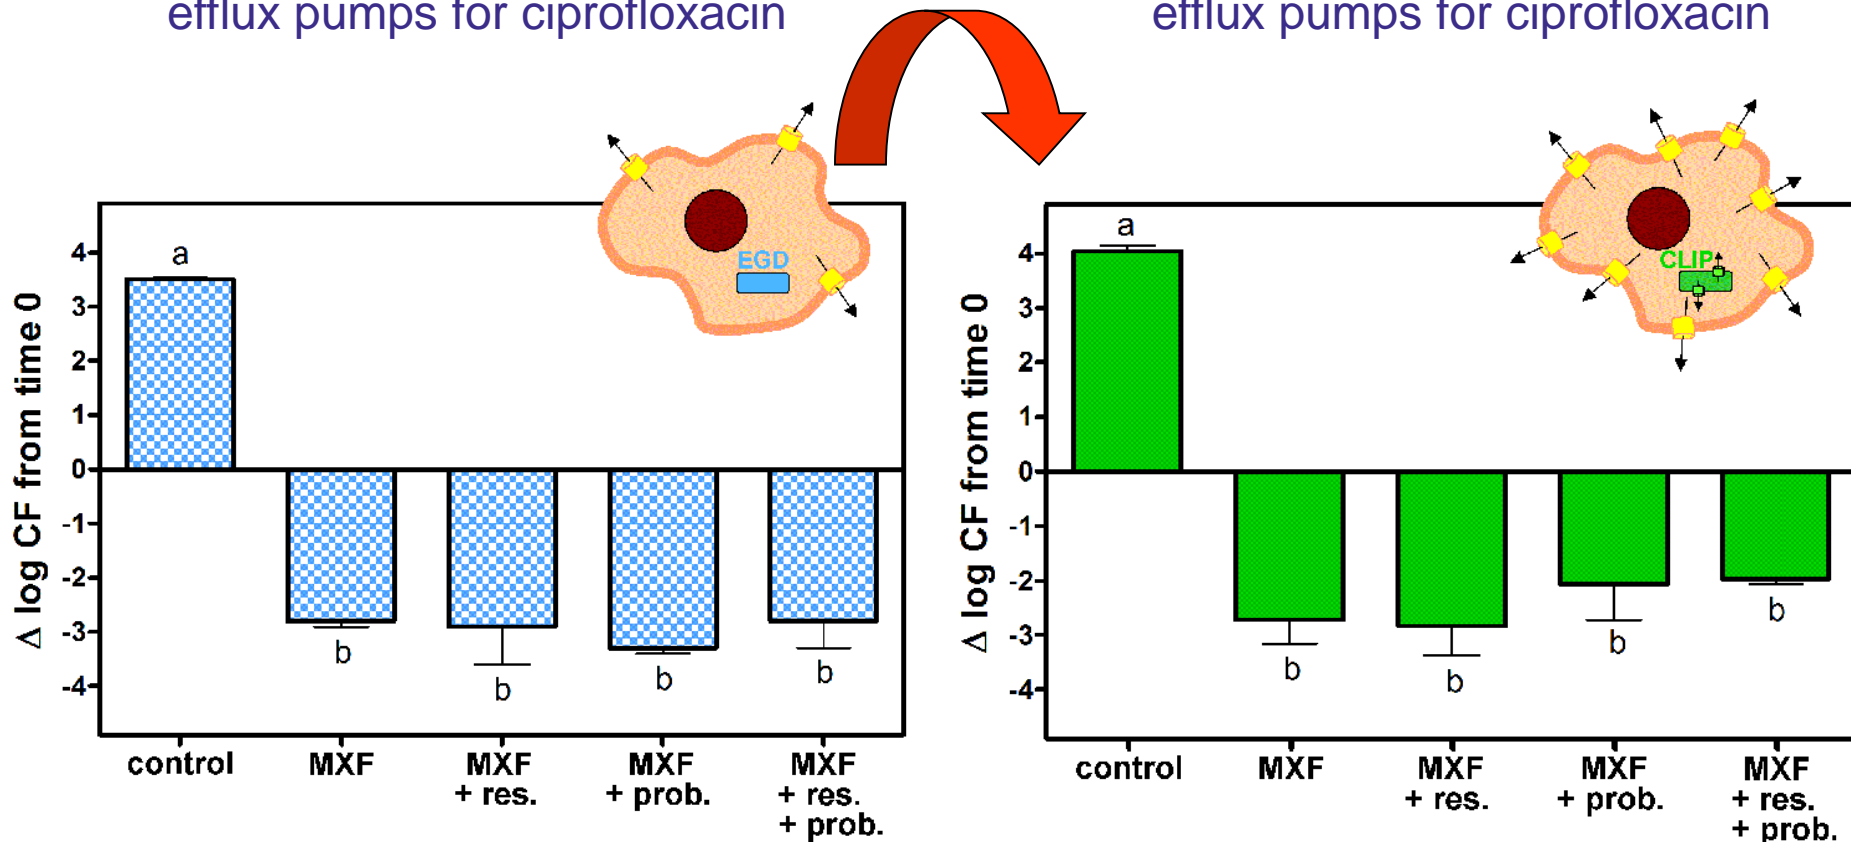 efflux pumps for ciprofloxacin
efflux pumps for ciprofloxacin
Δ log CF from time 0
4
3
2
1
0
-1
-2
-3
-4
a
b
b
b
b
EGD
control
MXF
MXF
+ res.
MXF
+ prob.
MXF
+ res.
+ prob.
Δ log CF from time 0
4
3
2
1
0
-1
-2
-3
-4
a
b
b
b
b
CLIP
control
MXF
MXF
+ res.
MXF
+ prob.
MXF
+ res.
+ prob.